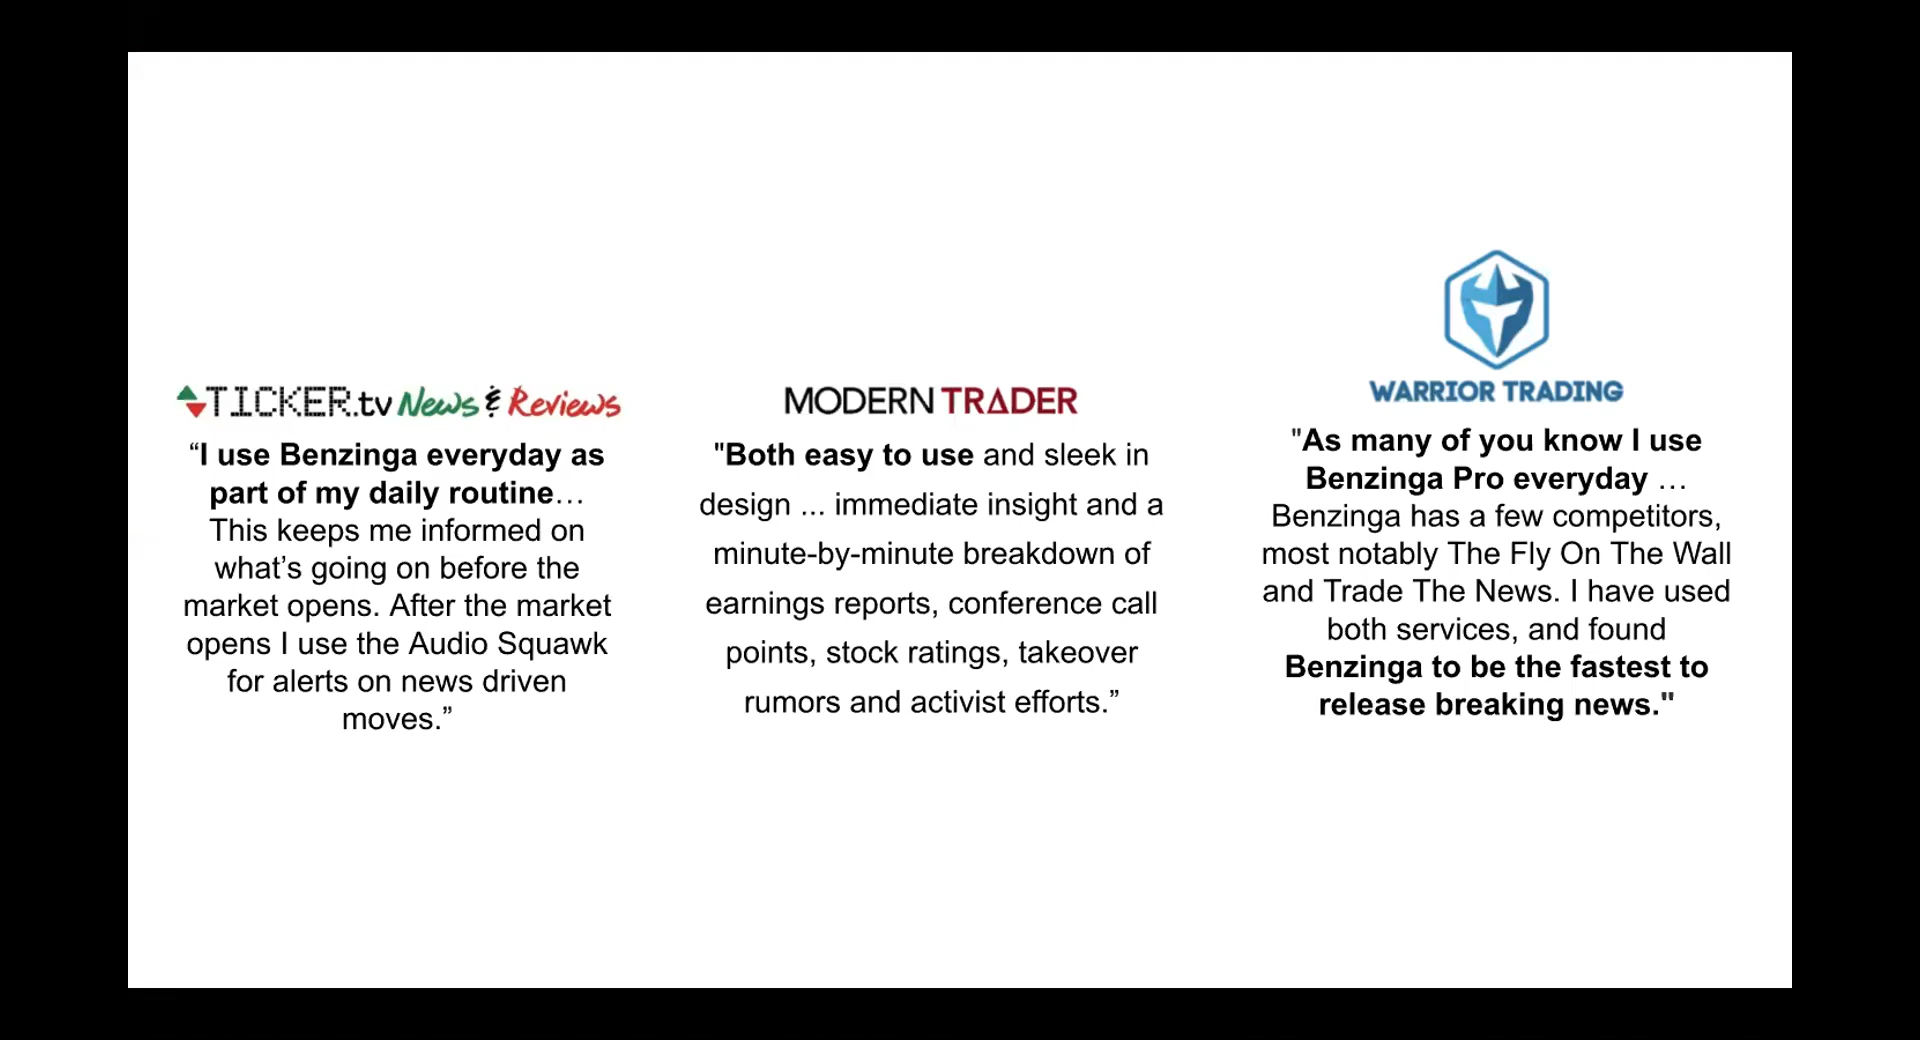 TICKER.tv News & Reviews
“I use Benzinga everyday as
part of my daily routine…
This keeps me informed on
what’s going on before the
market opens. After the market
opens I use the Audio Squawk
for alerts on news driven
moves.”
MODERN TRADER
"Both easy to use and sleek in
design ... immediate insight and a
minute-by-minute breakdown of
earnings reports, conference call
points, stock ratings, takeover
rumors and activist efforts.”
WARRIOR TRADING
"As many of you know I use
Benzinga Pro everyday …
Benzinga has a few competitors,
most notably The Fly On The Wall
and Trade The News. I have used
both services, and found
Benzinga to be the fastest to
release breaking news."